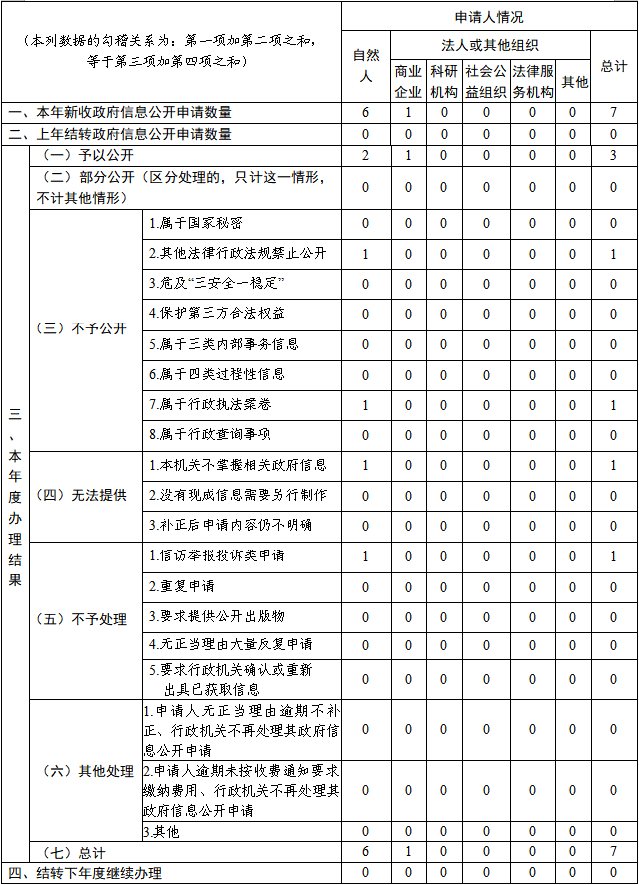 (本列数据的勾稽关系为：第一项加第二项之和，
等于第三项加第四项之和)
申请人情况
自然
人
法人或其他组织
总计
商业
企业
科研
机构
社会公
益组织
法律服
务机构
其他
一、本年新收政府信息公开申请数量 6 1 0 0 0 0 7
二、上年结转政府信息公开申请数量 0 0 0 0 0 0 0
三、本年度办理结果
（一）予以公开 2 1 0 0 0 0 3
（二）部分公开（区分处理的，只计这一情形，
不计其他情形） 0 0 0 0 0 0 0
（三）不予公开
1.属于国家秘密 0 0 0 0 0 0 0
2.其他法律行政法规禁止公开 1 0 0 0 0 0 1
3.危及“三安全一稳定” 0 0 0 0 0 0 0
4.保护第三方合法权益 0 0 0 0 0 0 0
5.属于三类内部事务信息 0 0 0 0 0 0 0
6.属于四类过程性信息 0 0 0 0 0 0 0
7.属于行政执法案卷 1 0 0 0 0 0 1
8.属于行政查询事项 0 0 0 0 0 0 0
（四）无法提供
1.本机关不掌握相关政府信息 1 0 0 0 0 0 1
2.没有现成信息需要另行制作 0 0 0 0 0 0 0
3.补正后申请内容仍不明确 0 0 0 0 0 0 0
（五）不予处理
1.信访举报投诉类申请 1 0 0 0 0 0 1
2.重复申请 0 0 0 0 0 0 0
3.要求提供公开出版物 0 0 0 0 0 0 0
4.无正当理由大量反复申请 0 0 0 0 0 0 0
5.要求行政机关确认或重新
出具已获取信息 0 0 0 0 0 0 0
（六）其他处理
1.申请人无正当理由逾期不补
正、行政机关不再处理其政府信
息公开申请 0 0 0 0 0 0 0
2.申请人逾期未按收费通知要求
缴纳费用、行政机关不再处理其
政府信息公开申请 0 0 0 0 0 0 0
3.其他 0 0 0 0 0 0 0
（七）总计 6 1 0 0 0 0 7
四、结转下年度继续办理 0 0 0 0 0 0 0